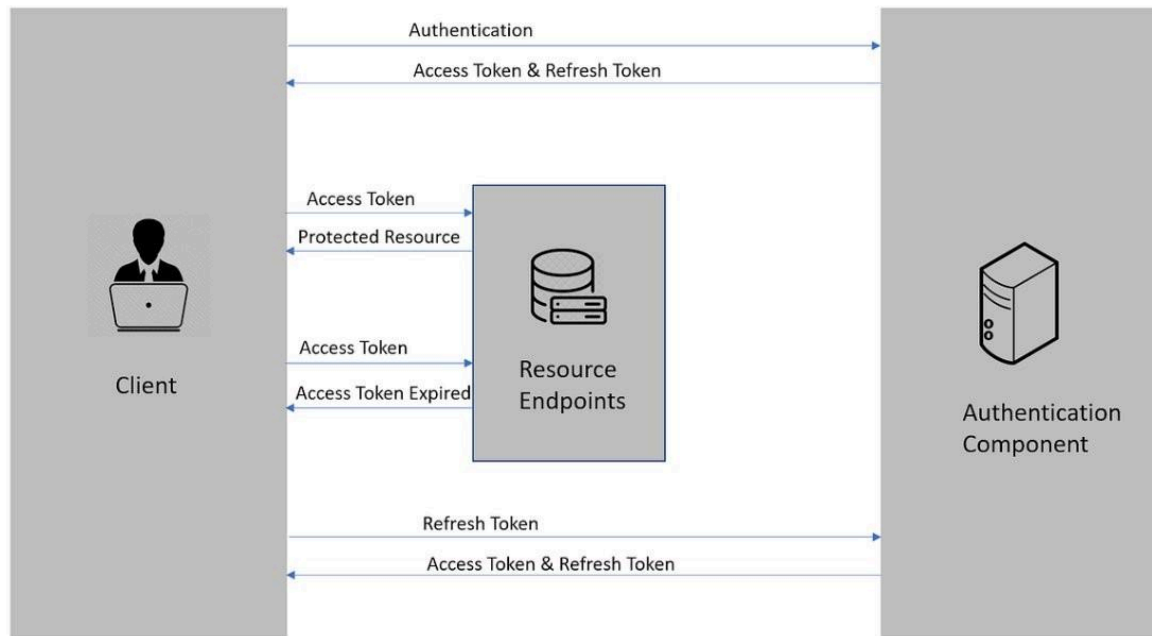 Authentication
Access Token & Refresh Token
Access Token
Protected Resource
Access Token
Access Token Expired
Client
Resource
Endpoints
Authentication
Component
Refresh Token
Access Token & Refresh Token